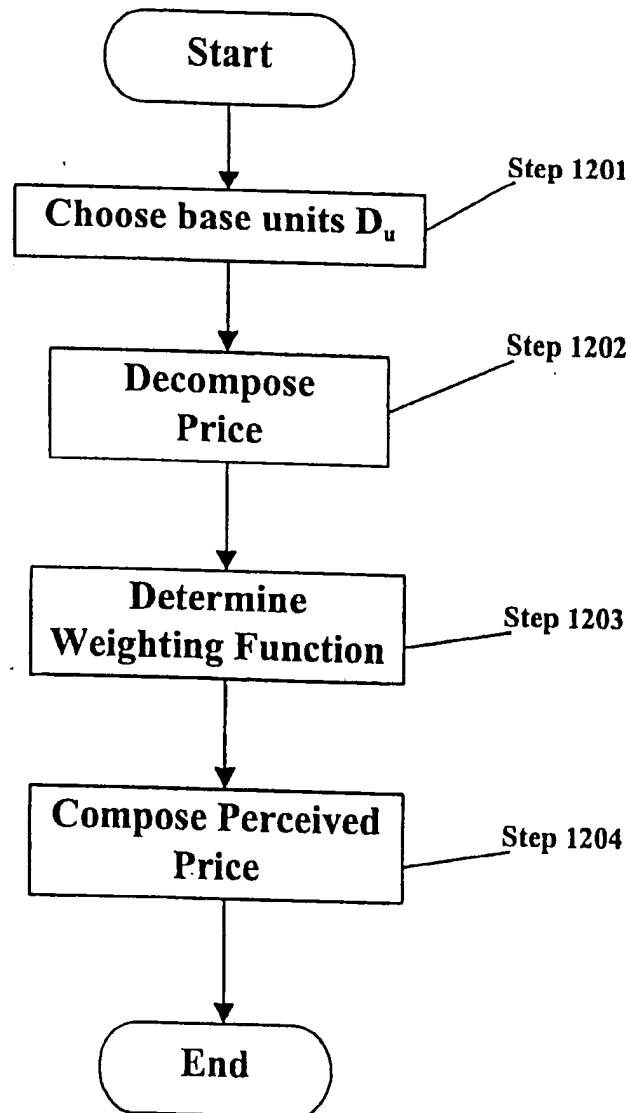 Start
Step 1201
Choose base units Du
Step 1202
Decompose
Price
Determine
Weighting Function
Step 1203
Compose Perceived
Price
Step 1204
End